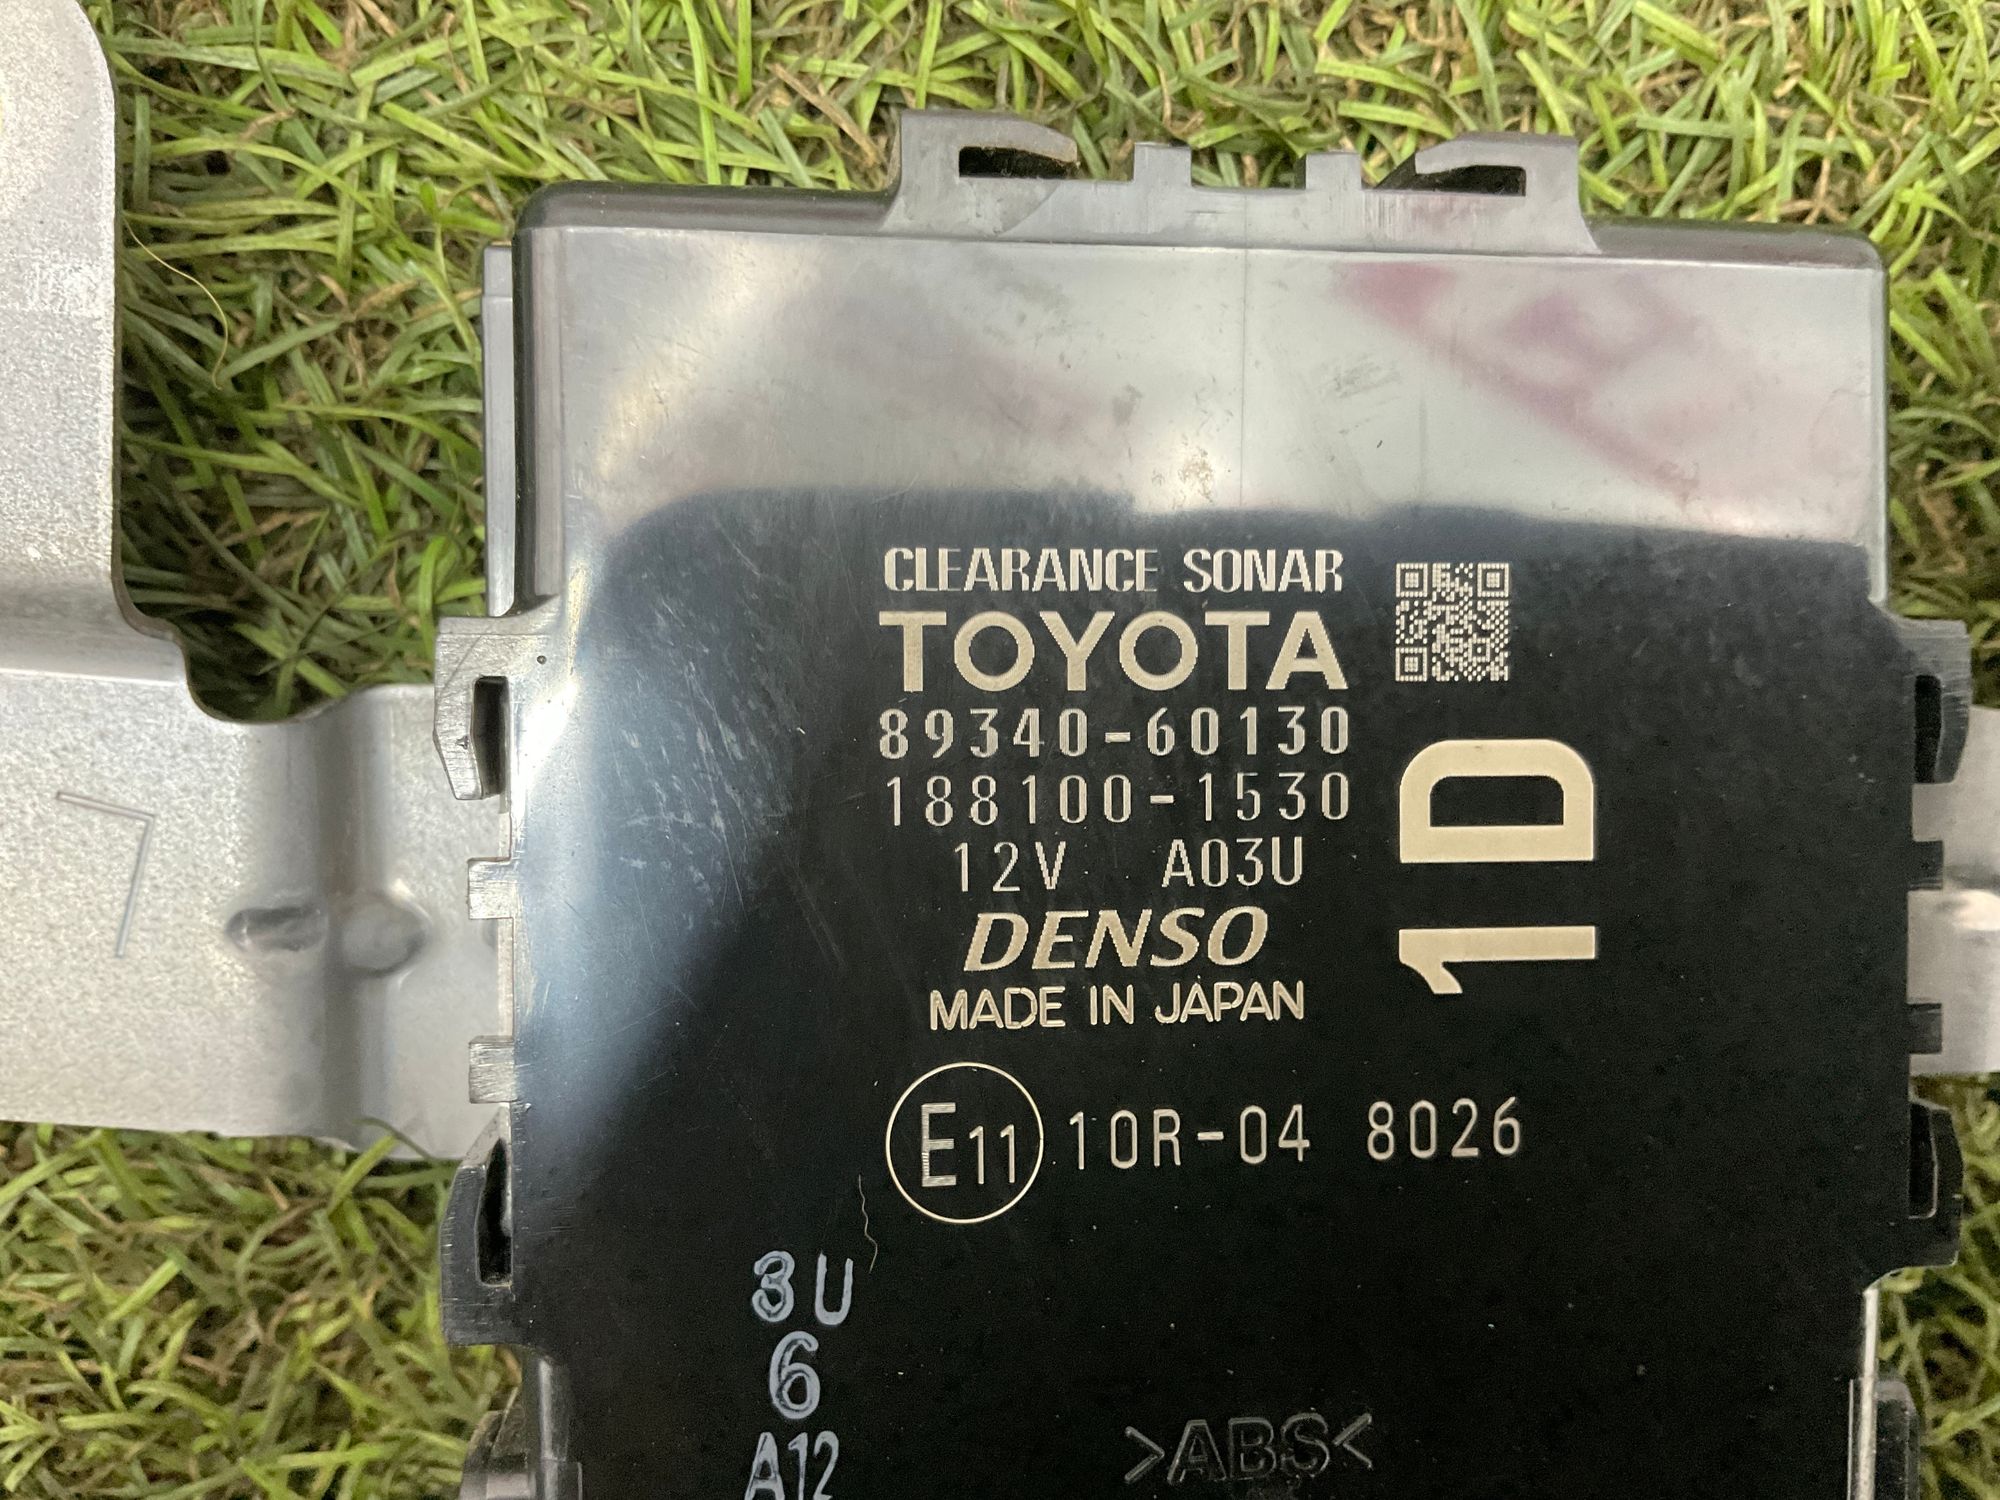 CLEARANCE SONAR
TOYOTA
89340-60130
188100-1530
12V A03U
DENSO
MADE IN JAPAN
1D
E11 10R-04 8026
3U
6
A12
>ABS<